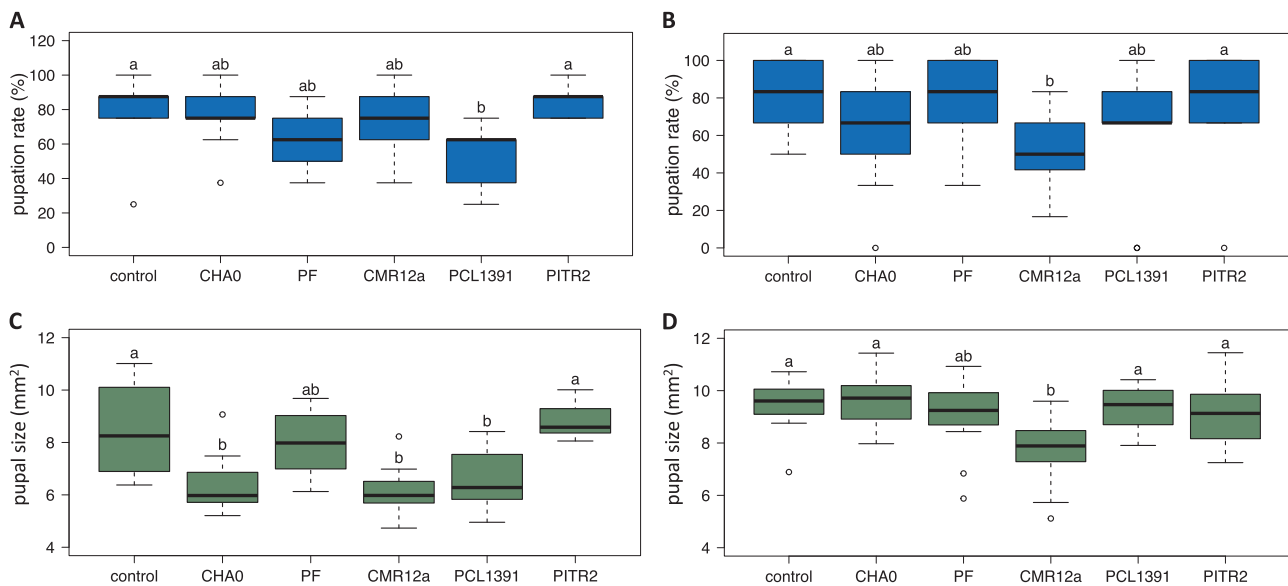 A
pupation rate (%)
120
100
80
60
40
20
0
a ab ab ab b a
control CHA0 PF CMR12a PCL1391 PITR2
B
pupation rate (%)
100
80
60
40
20
0
a ab ab b ab a
control CHA0 PF CMR12a PCL1391 PITR2
C
pupal size (mm²)
12
10
8
6
4
a b ab b b a
control CHA0 PF CMR12a PCL1391 PITR2
D
pupal size (mm²)
12
10
8
6
4
a a ab b a a
control CHA0 PF CMR12a PCL1391 PITR2